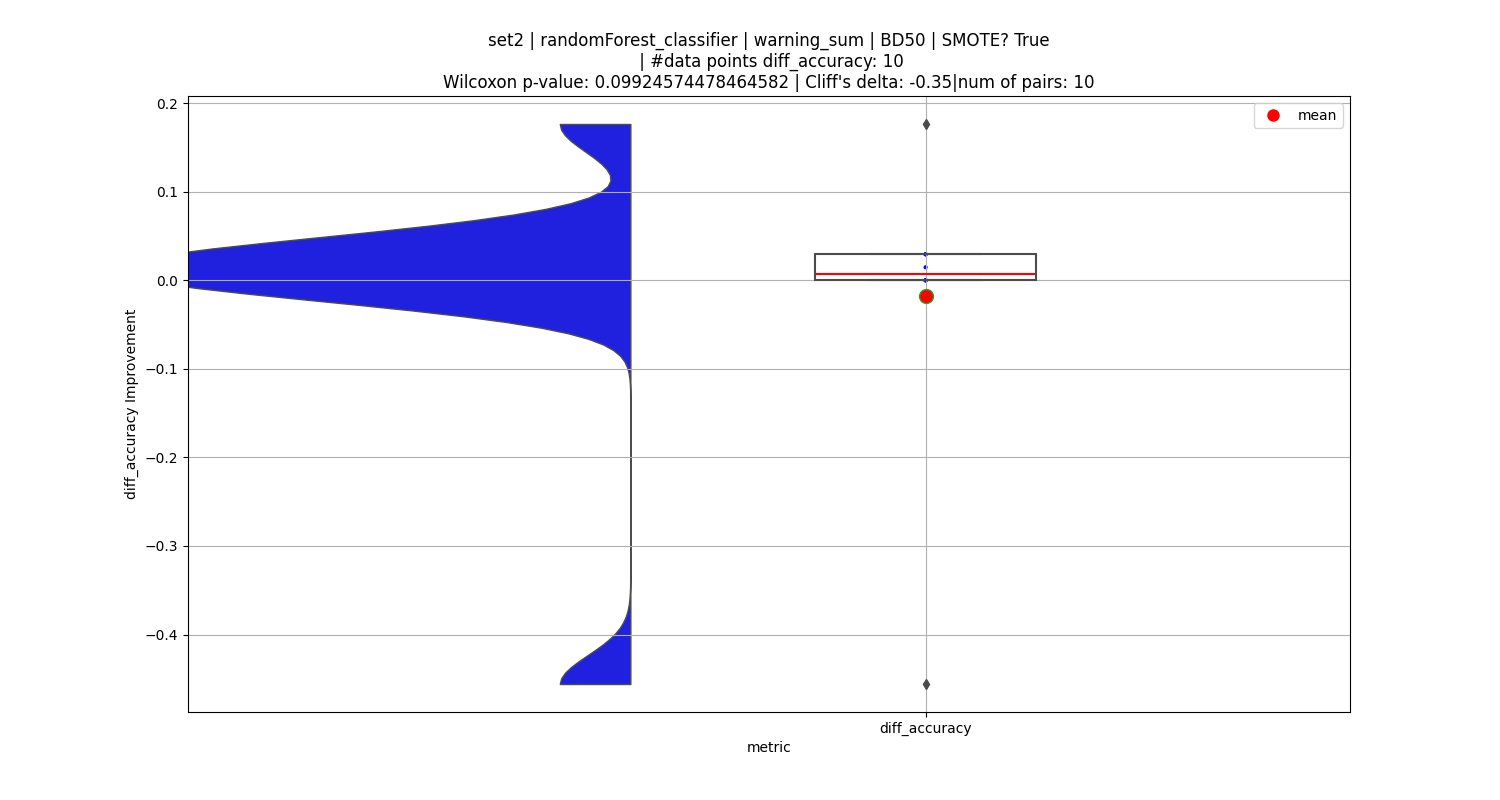 set2 | randomForest_classifier | warning_sum | BD50 | SMOTE? True
| #data points diff_accuracy: 10
Wilcoxon p-value: 0.09924574478464582 | Cliff's delta: -0.35|num of pairs: 10
mean
0.2
0.1
0.0
−0.1
−0.2
−0.3
−0.4
diff_accuracy Improvement
diff_accuracy
metric